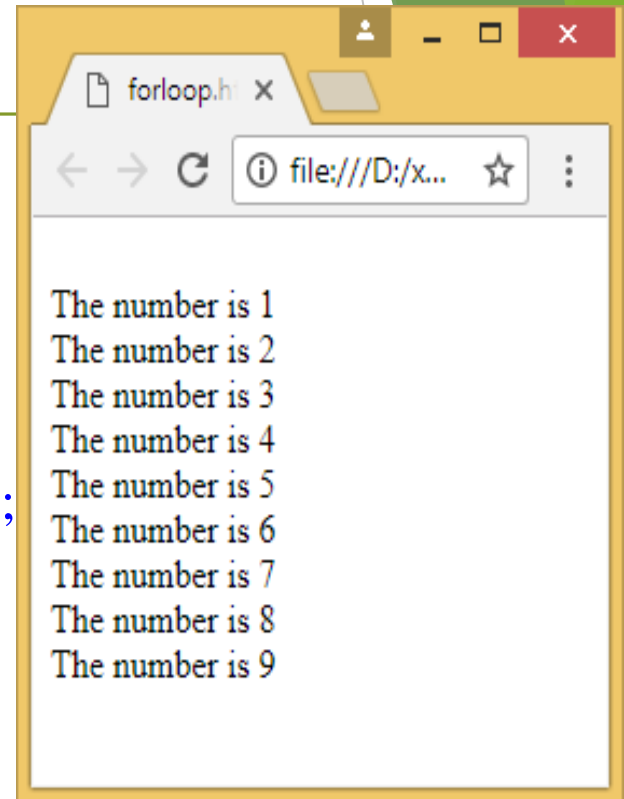 forloop.h
file:///D:/x...
The number is 1
The number is 2
The number is 3
The number is 4
;
The number is 5
The number is 6
The number is 7
The number is 8
The number is 9